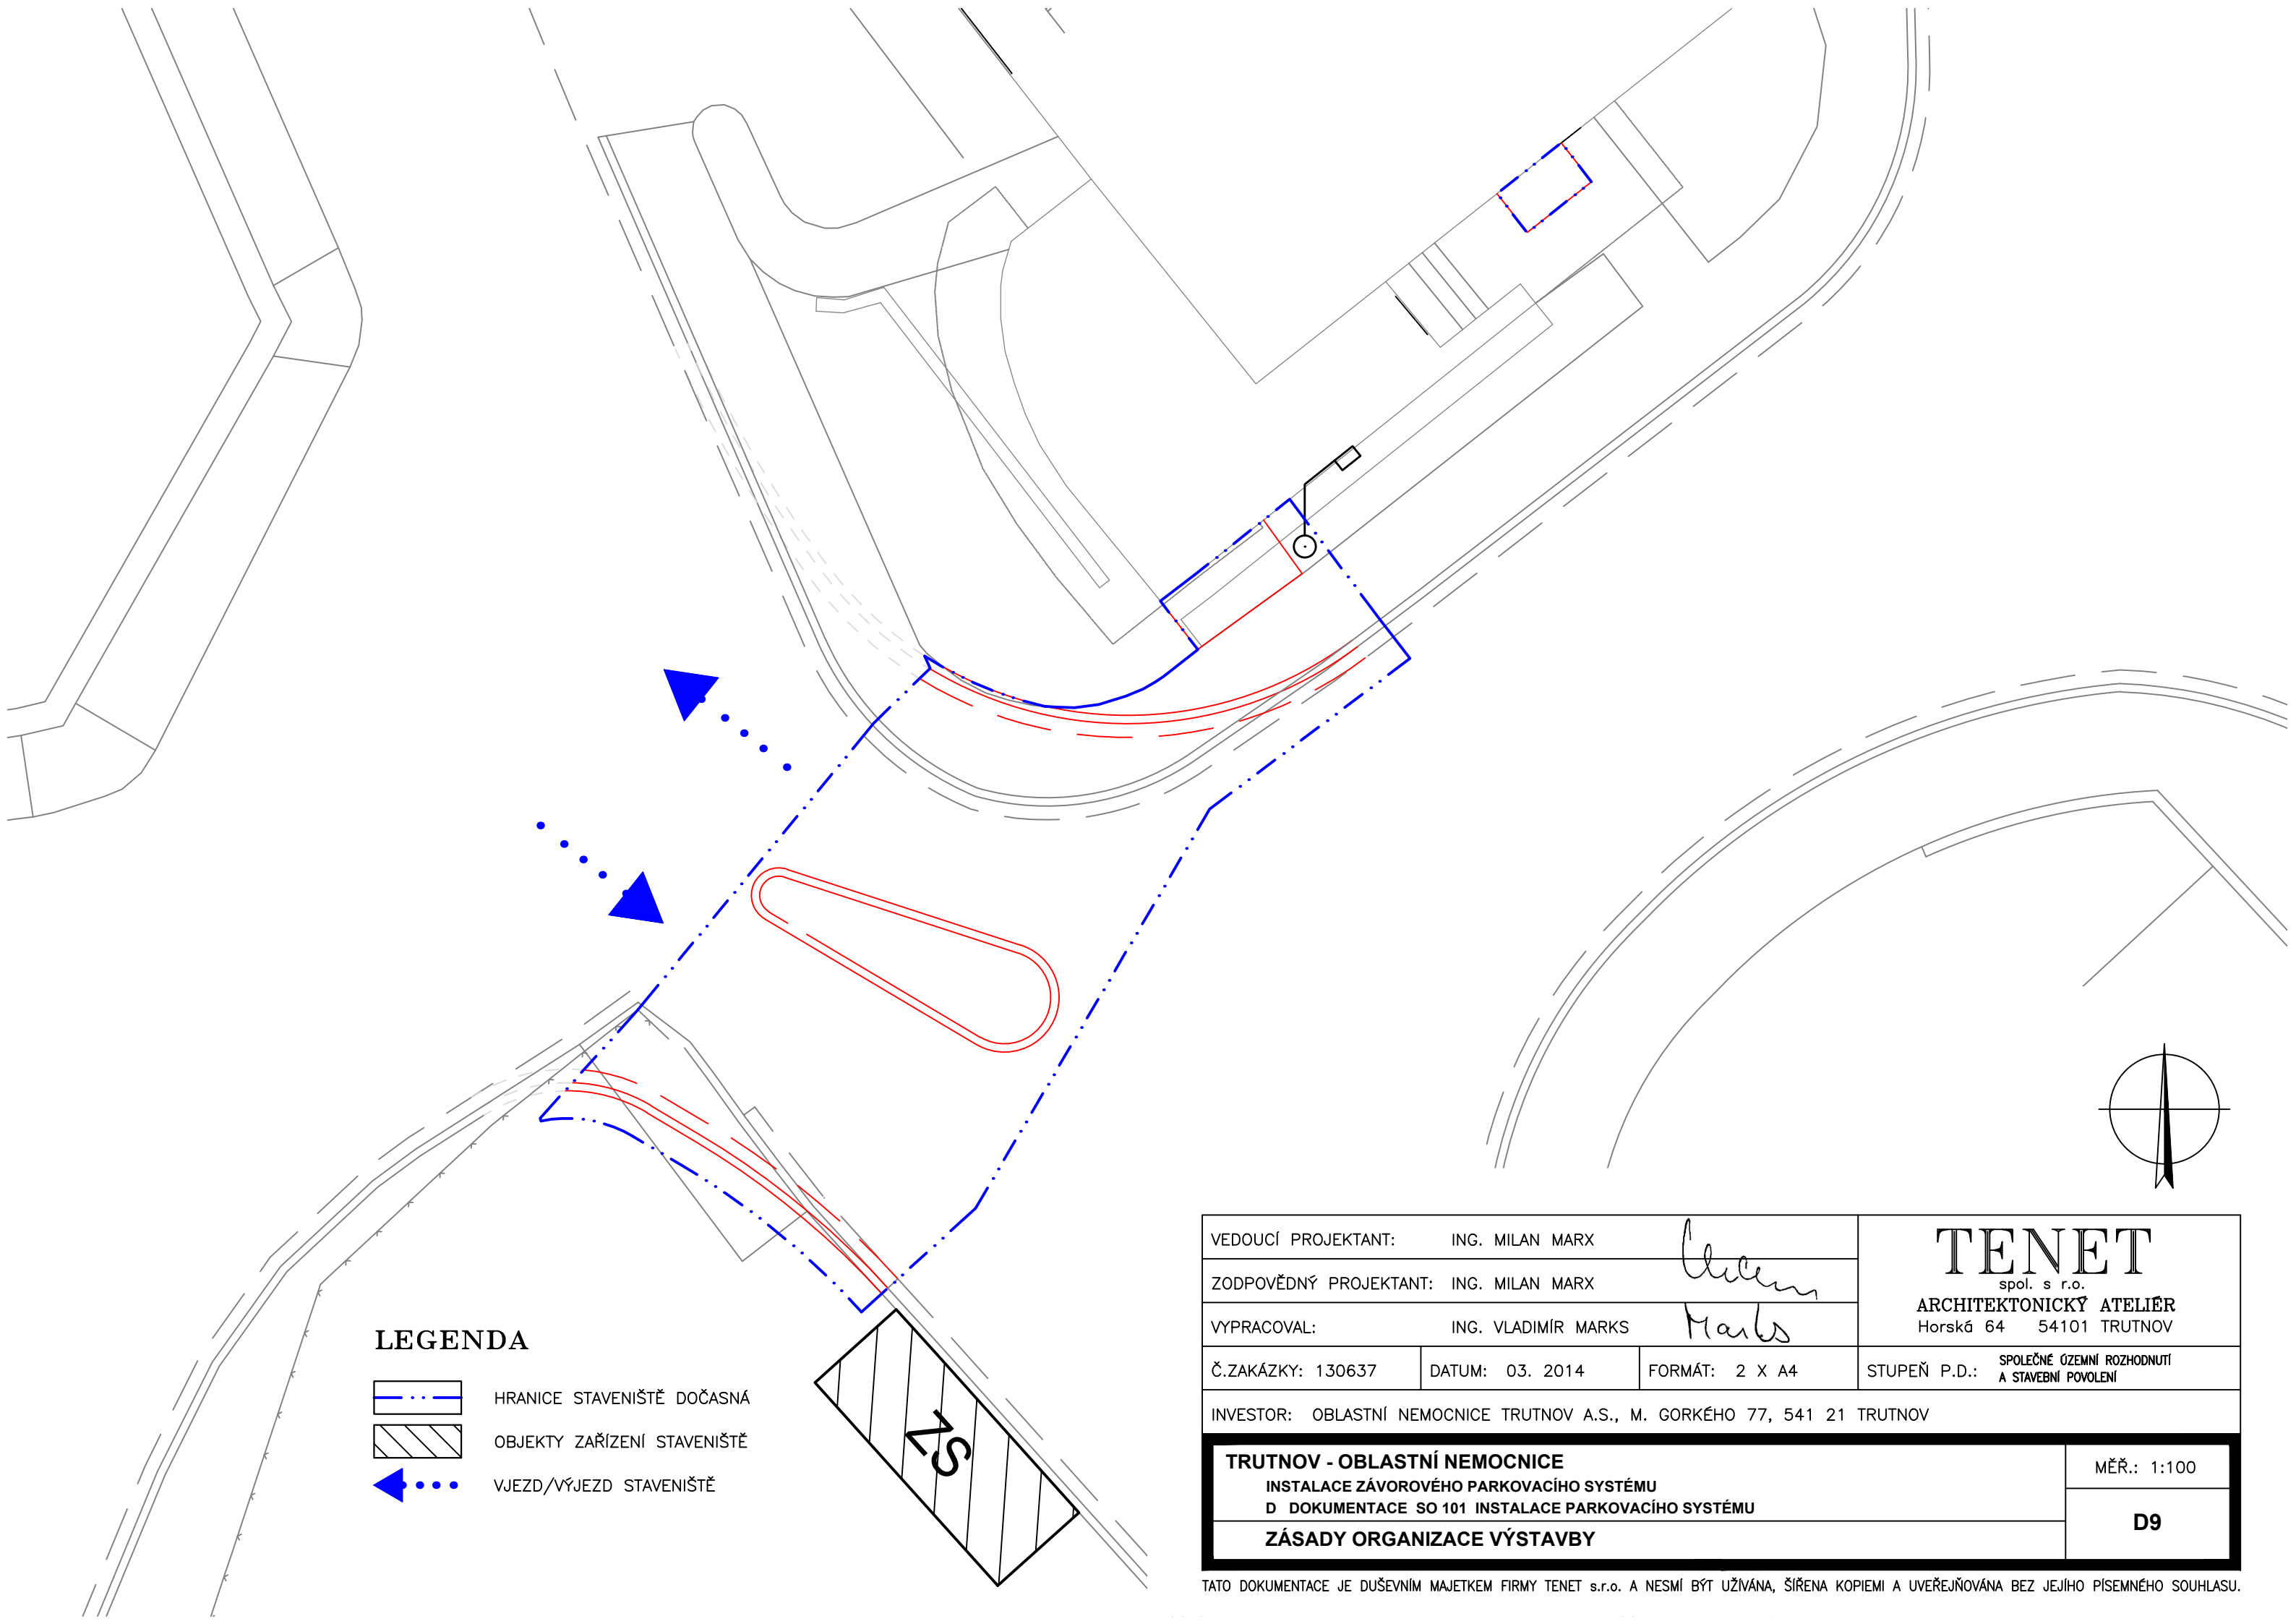 LEGENDA
HRANICE STAVENIŠTĚ DOČASNÁ
OBJEKTY ZAŘÍZENÍ STAVENIŠTĚ
VJEZD/VÝJEZD STAVENIŠTĚ
ZS
VEDOUCÍ PROJEKTANT: ING. MILAN MARX
ZODPOVĚDNÝ PROJEKTANT: ING. MILAN MARX
VYPRACOVAL: ING. VLADIMÍR MARKS Marks
TENET
spol. s r.o.
ARCHITEKTONICKÝ ATELIÉR
Horská 64 54101 TRUTNOV
Č.ZAKÁZKY: 130637 DATUM: 03. 2014 FORMÁT: 2 X A4 STUPEŇ P.D.: SPOLEČNÉ ÚZEMNÍ ROZHODNUTÍ
A STAVEBNÍ POVOLENÍ
INVESTOR: OBLASTNÍ NEMOCNICE TRUTNOV A.S., M. GORKÉHO 77, 541 21 TRUTNOV
TRUTNOV - OBLASTNÍ NEMOCNICE
INSTALACE ZÁVOROVÉHO PARKOVACÍHO SYSTÉMU
D DOKUMENTACE SO 101 INSTALACE PARKOVACÍHO SYSTÉMU
ZÁSADY ORGANIZACE VÝSTAVBY
MĚŘ.: 1:100
D9
TATO DOKUMENTACE JE DUŠEVNÍM MAJETKEM FIRMY TENET s.r.o. A NESMÍ BÝT UŽÍVÁNA, ŠÍŘENA KOPIEMI A UVEŘEJŇOVÁNA BEZ JEJÍHO PÍSEMNÉHO SOUHLASU.